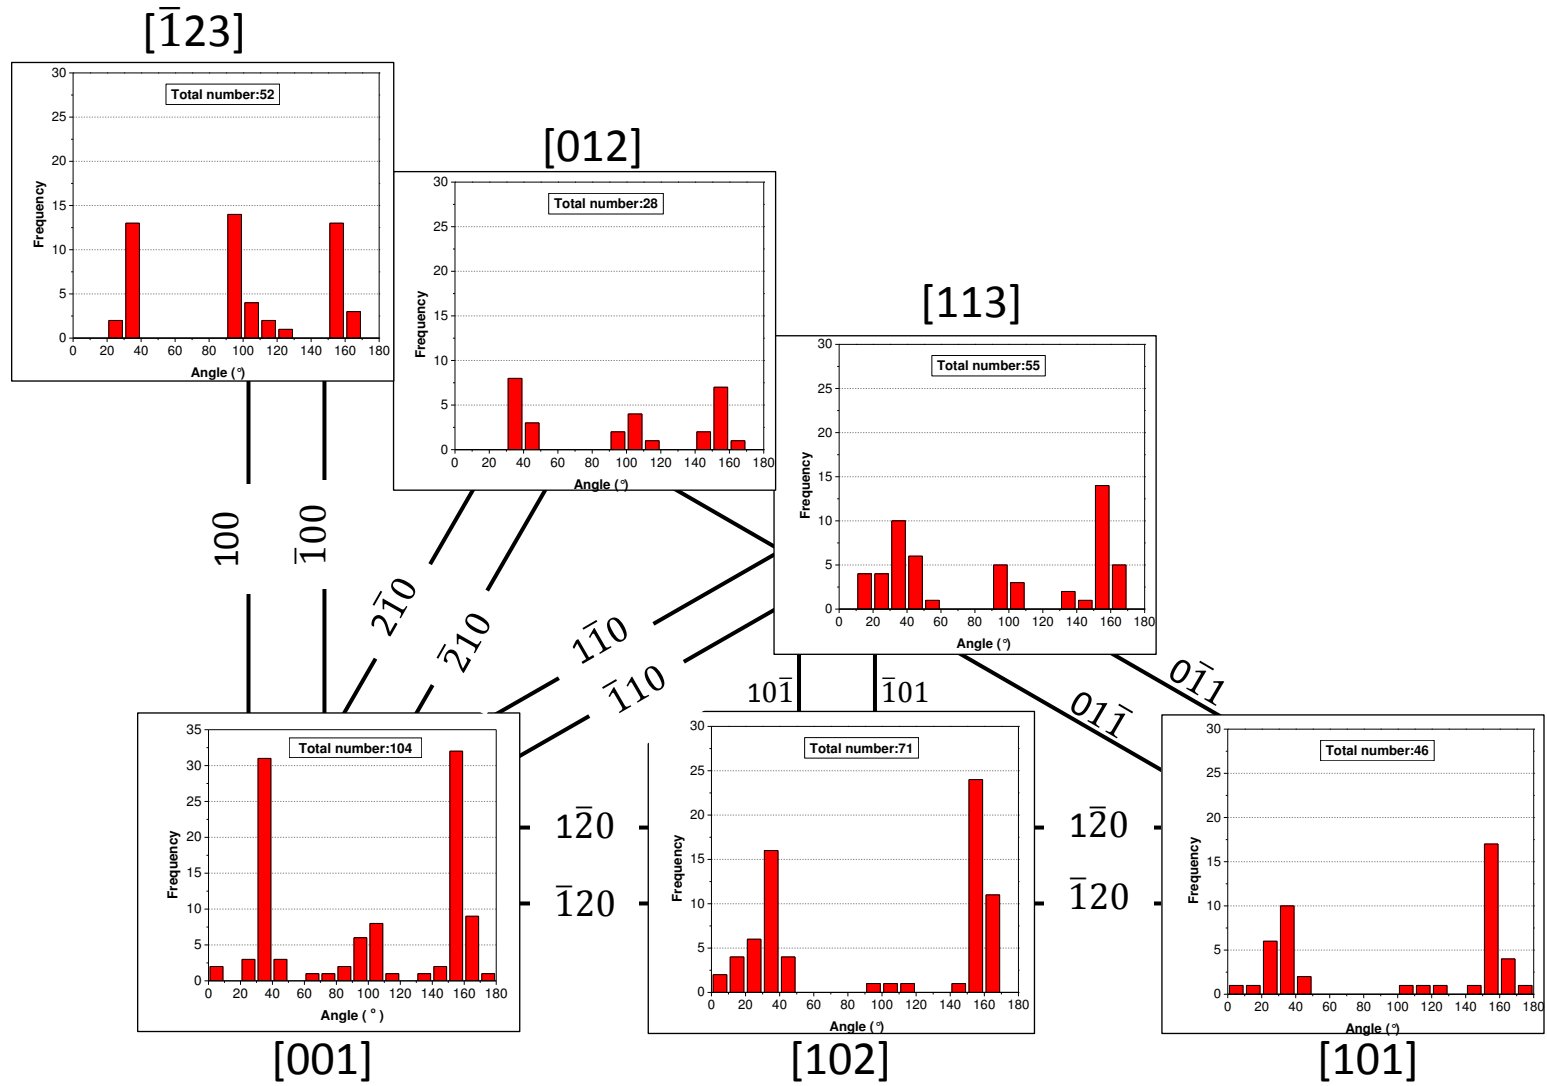 [1̅23]
30
25
20
15
10
5
0
Frequency
Total number:52
0 20 40 60 80 100 120 140 160 180
Angle (°)
[012]
30
25
20
15
10
5
0
Frequency
Total number:28
0 20 40 60 80 100 120 140 160 180
Angle (°)
[113]
30
25
20
15
10
5
0
Frequency
Total number:55
0 20 40 60 80 100 120 140 160 180
Angle (°)
100
1̅00
21̅0
2̅10
11̅0
1̅10
101̅
1̅01
011̅
01̅1
35
30
25
20
15
10
5
0
Frequency
Total number:104
0 20 40 60 80 100 120 140 160 180
Angle ( ° )
[001]
12̅0
1̅20
30
25
20
15
10
5
0
Frequency
Total number:71
0 20 40 60 80 100 120 140 160 180
Angle (°)
[102]
12̅0
1̅20
30
25
20
15
10
5
0
Frequency
Total number:46
0 20 40 60 80 100 120 140 160 180
Angle (°)
[101]